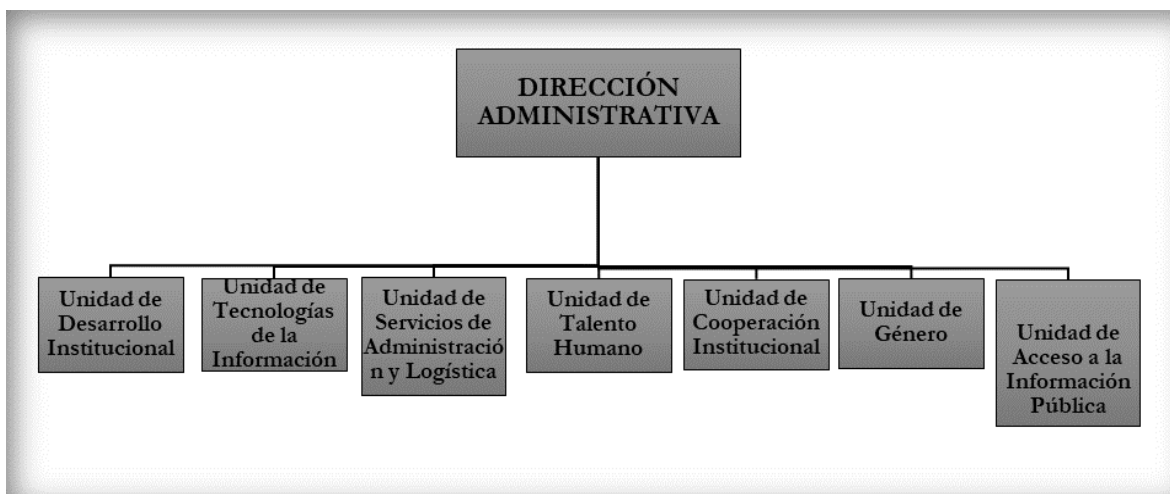 DIRECCIÓN
ADMINISTRATIVA
Unidad de
Desarrollo
Institucional
Unidad de
Tecnologías
de la
Información
Unidad de
Servicios de
Administració
n y Logística
Unidad de
Talento
Humano
Unidad de
Cooperación
Institucional
Unidad de
Género
Unidad de
Acceso a la
Información
Pública